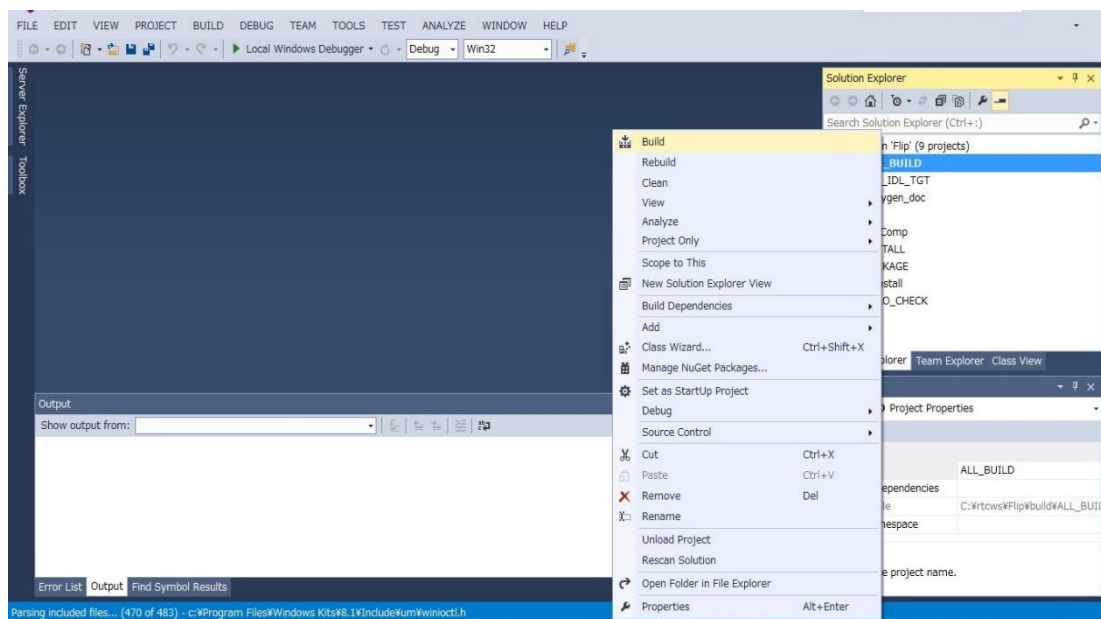 FILE EDIT VIEW PROJECT BUILD DEBUG TEAM TOOLS TEST ANALYZE WINDOW HELP
Local Windows Debugger Debug Win32
Server Explorer
Toolbox
Solution Explorer
Search Solution Explorer (Ctrl+:)
n 'Flip' (9 projects)
_BUILD
_IDL_TGT
ygen_doc
Comp
TALL
KAGE
stall
O_CHECK
plorer Team Explorer Class View
Build
Rebuild
Clean
View
Analyze
Project Only
Scope to This
New Solution Explorer View
Build Dependencies
Add
Class Wizard... Ctrl+Shift+X
Manage NuGet Packages...
Set as StartUp Project
Debug
Source Control
Cut Ctrl+X
Paste Ctrl+V
Remove Del
Rename
Unload Project
Rescan Solution
Open Folder in File Explorer
Properties Alt+Enter
Project Properties
ALL_BUILD
ependencies
le C:¥rtcws¥Flip¥build¥ALL_BUI
nespace
e project name.
Output
Show output from:
Error List Output Find Symbol Results
Parsing included files... (470 of 483) - c:¥Program Files¥Windows Kits¥8.1¥Include¥um¥winioctl.h